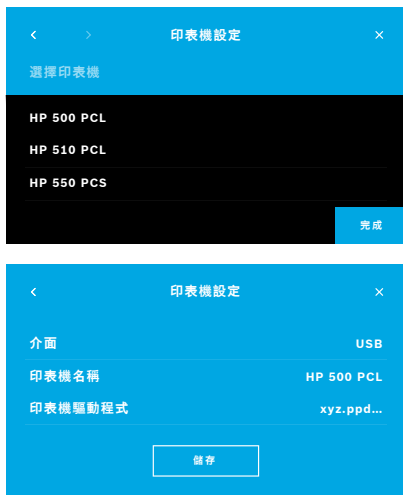 印表機設定
選擇印表機
HP 500 PCL
HP 510 PCL
HP 550 PCS
完成
印表機設定
介面 USB
印表機名稱 HP 500 PCL
印表機驅動程式 xyz.ppd...
儲存